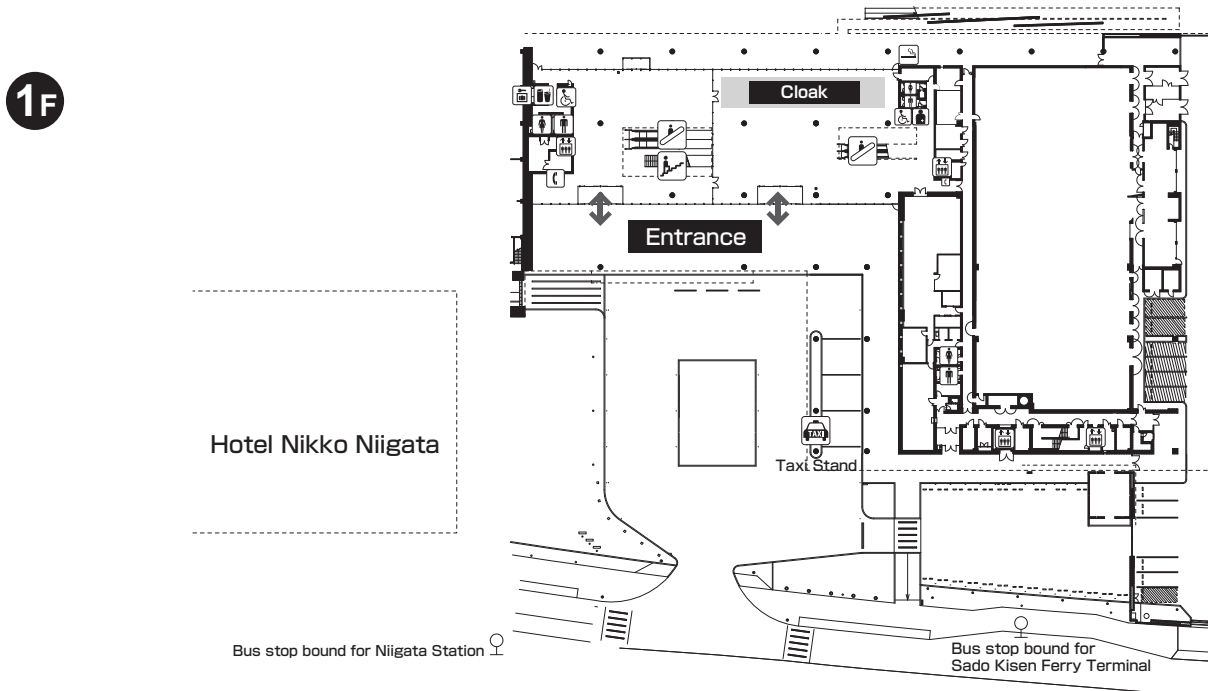 1F
Cloak
Entrance
Hotel Nikko Niigata
TAXI
Taxi Stand
Bus stop bound for Niigata Station
Bus stop bound for
Sado Kisen Ferry Terminal